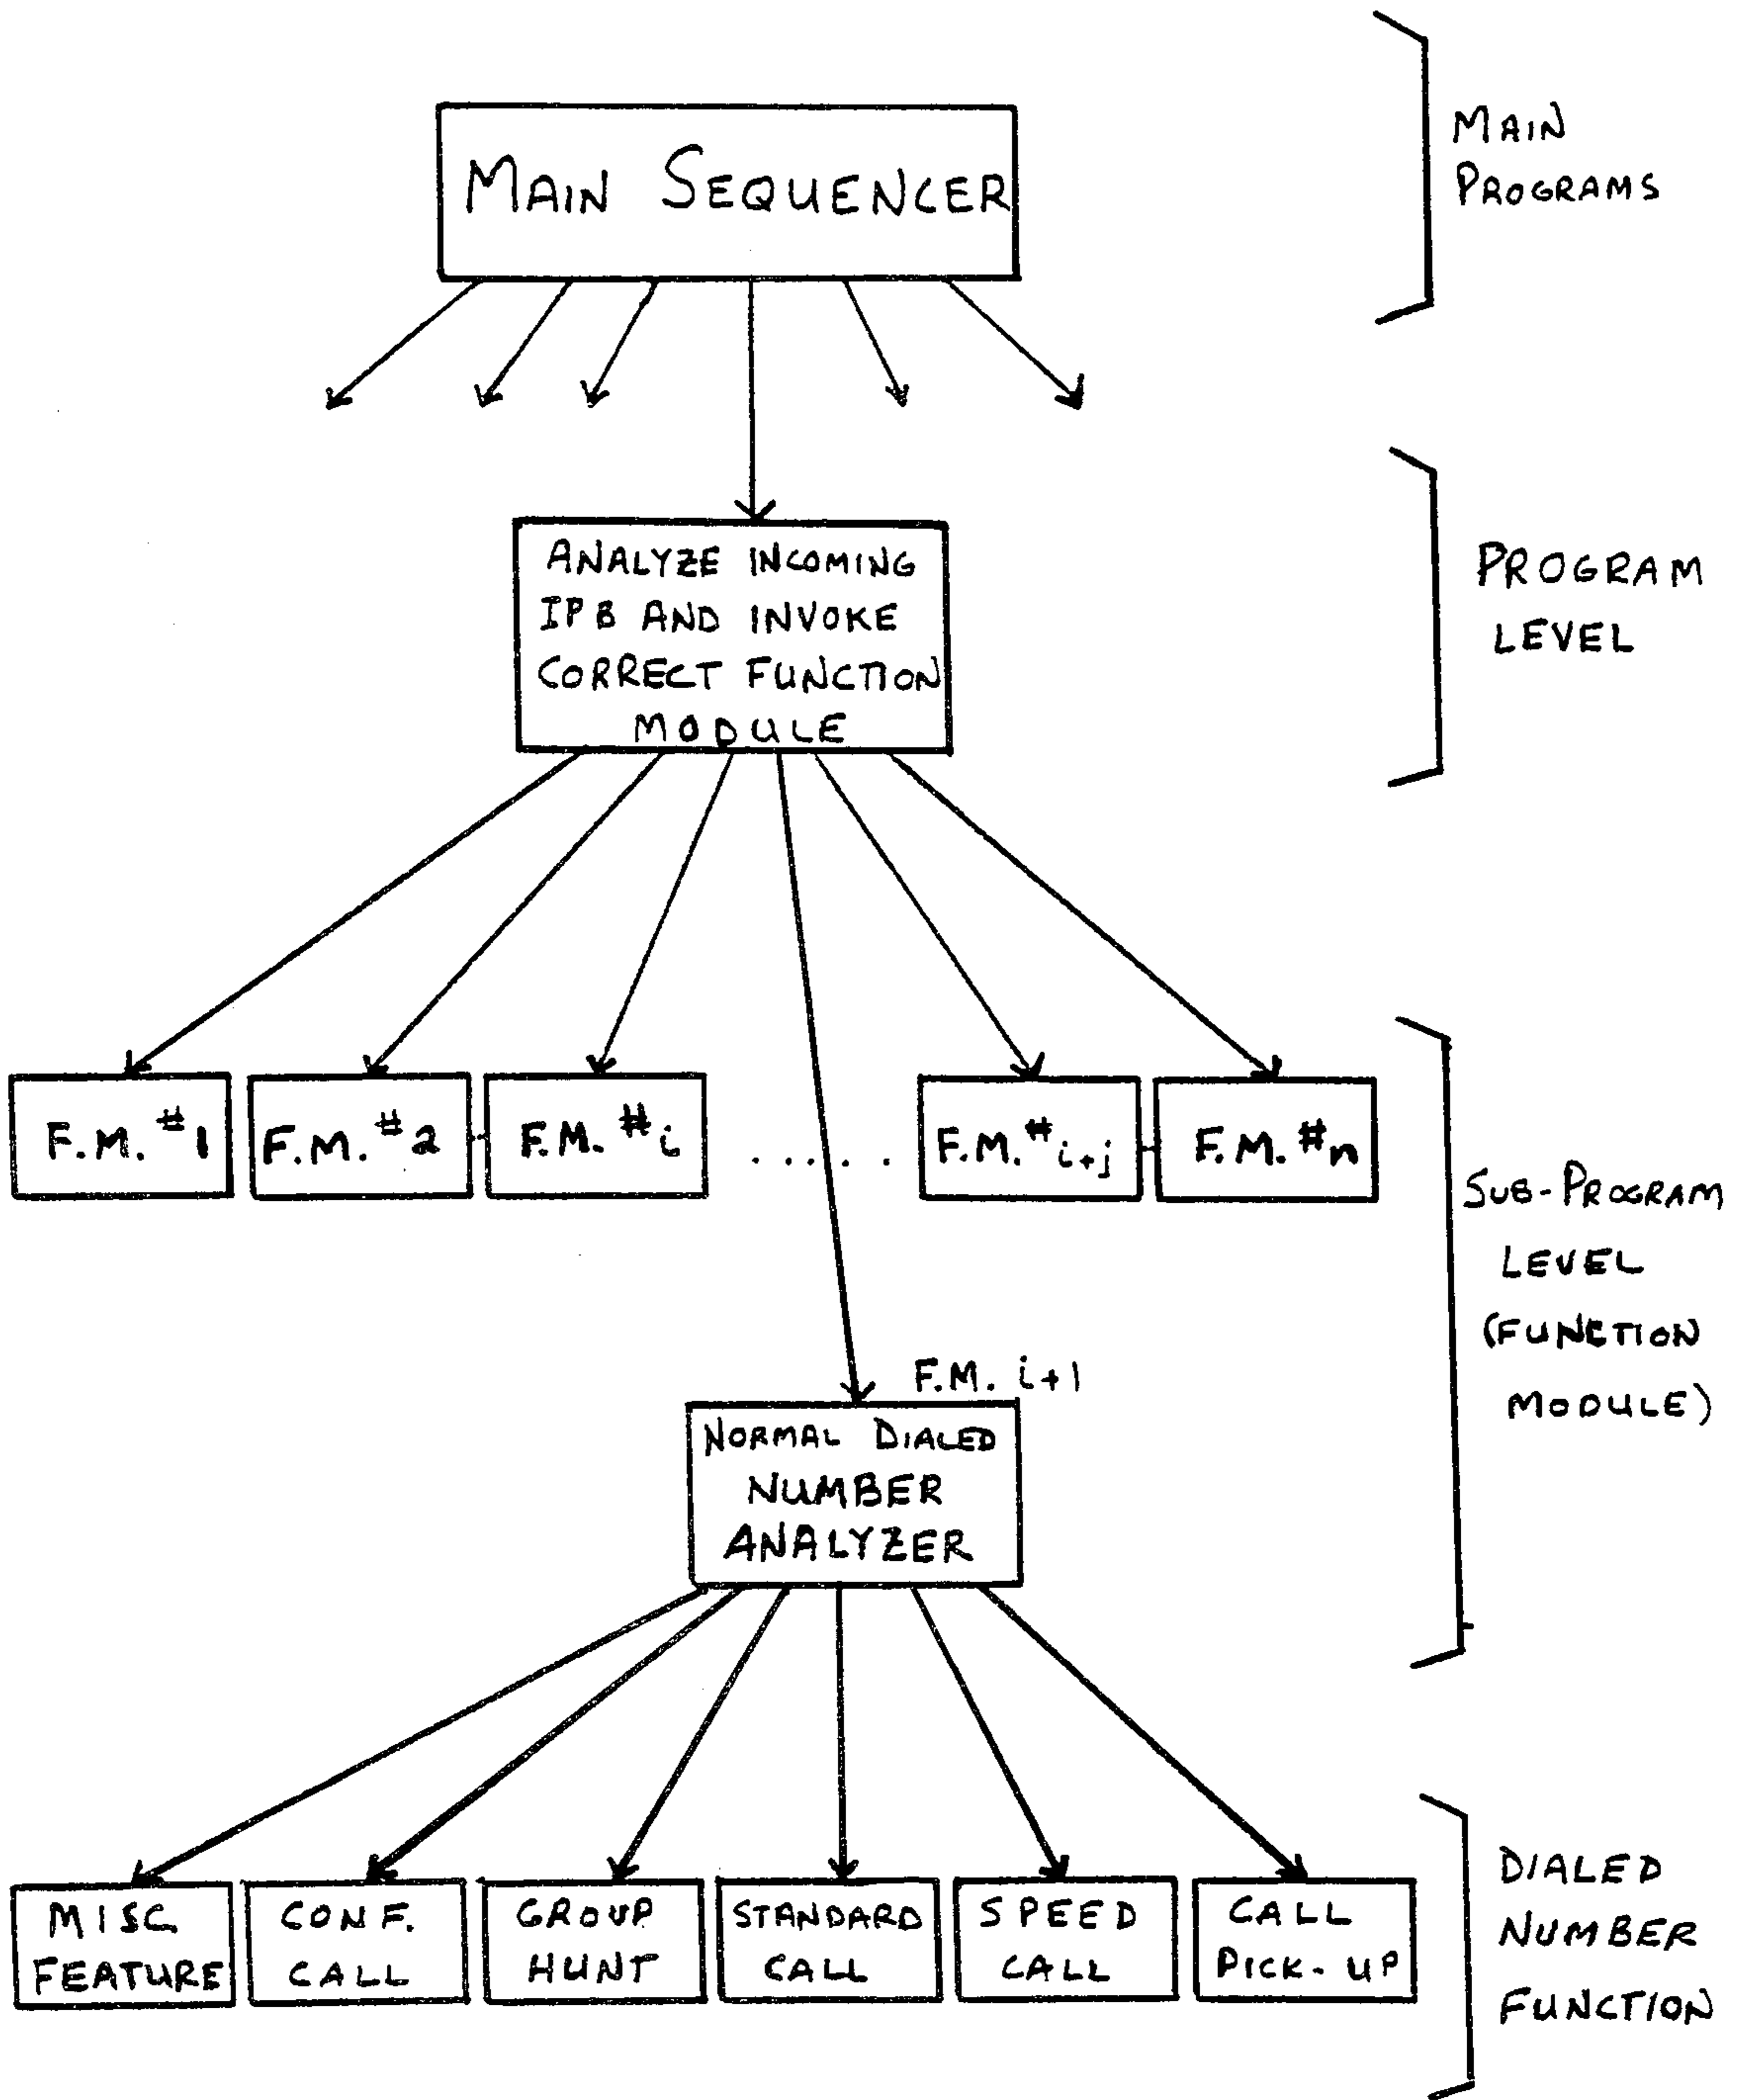 MAIN SEQUENCER
MAIN
PROGRAMS
ANALYZE INCOMING
IPB AND INVOKE
CORRECT FUNCTION
MODULE
PROGRAM
LEVEL
F.M. #1
F.M. #2
F.M. #i
......
F.M. #i+j
F.M. #n
SUB-PROGRAM
LEVEL
(FUNCTION
MODULE)
F.M. i+1
NORMAL DIALED
NUMBER
ANALYZER
MISC.
FEATURE
CONF.
CALL
GROUP
HUNT
STANDARD
CALL
SPEED
CALL
CALL
PICK-UP
DIALED
NUMBER
FUNCTION